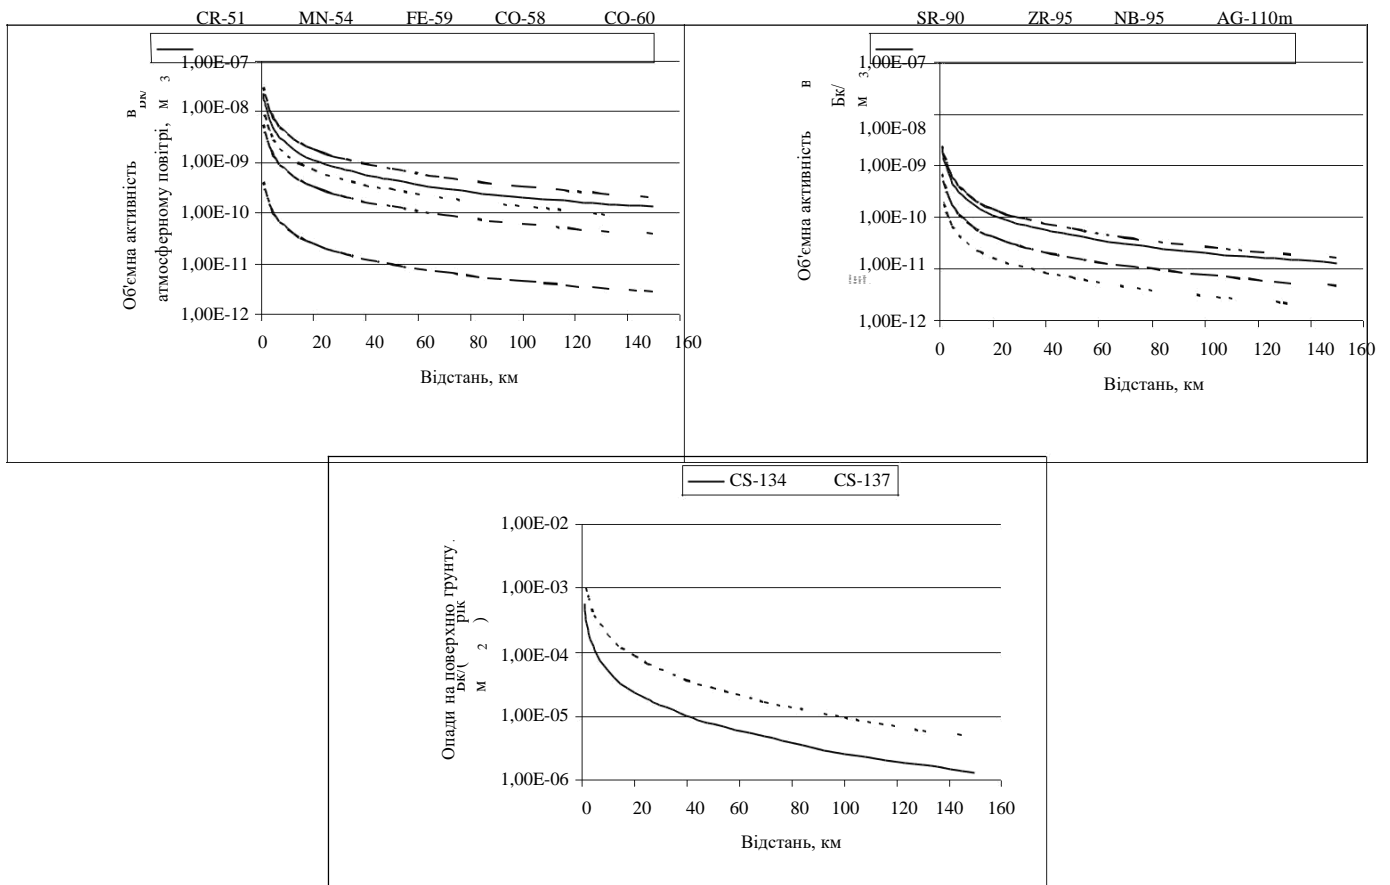 CR-51 MN-54 FE-59 CO-58 CO-60
1,00E-07
1,00E-08
1,00E-09
1,00E-10
1,00E-11
1,00E-12
0 20 40 60 80 100 120 140 160
Відстань, км
Об'ємна активність в
атмосферному повітрі, м 3
SR-90 ZR-95 NB-95 AG-110m
1,00E-07
1,00E-08
1,00E-09
1,00E-10
1,00E-11
1,00E-12
0 20 40 60 80 100 120 140 160
Відстань, км
Об'ємна активність в
Бк/
м 3,
CS-134 CS-137
1,00E-02
1,00E-03
1,00E-04
1,00E-05
1,00E-06
0 20 40 60 80 100 120 140 160
Відстань, км
Опади на поверхню грунту,
Бк/( рік
м 2 )